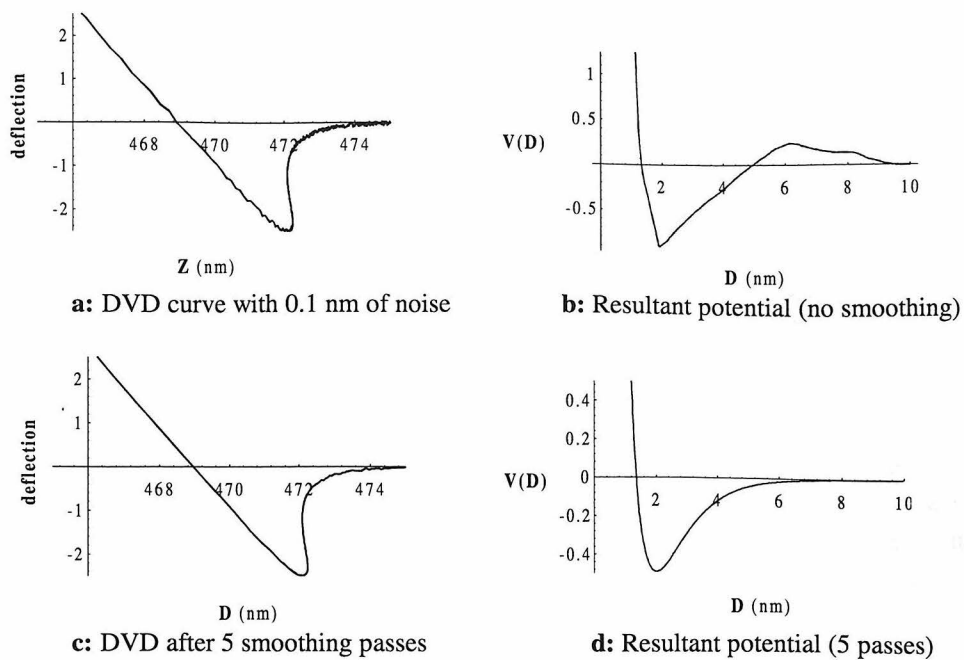 2
1
-1
-2
468
470
472
474
deflection
Z (nm)
a: DVD curve with 0.1 nm of noise
1
0.5
-0.5
2
4
6
8
10
V(D)
D (nm)
b: Resultant potential (no smoothing)
2
1
-1
-2
468
470
472
474
deflection
D (nm)
c: DVD after 5 smoothing passes
0.4
0.2
0
-0.2
-0.4
2
4
6
8
10
V(D)
D (nm)
d: Resultant potential (5 passes)